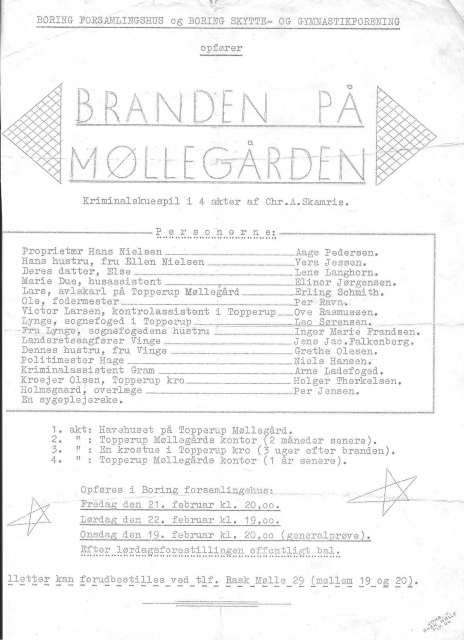 BORING FORSAMLINGSHUS og BORING SKYTTE- OG GYMNASTIKFORENING
opfører
BRANDEN PÅ
MØLLEGÅRDEN
Kriminalskuespil i 4 akter af Chr.A.Skamris.
Personerne:
Proprietær Hans Nielsen Aage Pedersen.
Hans hustru, fru Ellen Nielsen Vera Jessen.
Deres datter, Else Lene Langhorn.
Marie Due, husassistent Elinor Jørgensen.
Lars, avlskarl på Topperup Møllegård Erling Schmith.
Ole, fodermester Per Ravn.
Victor Larsen, kontrolassistent i Topperup Ove Rasmussen.
Lynge, sognefoged i Topperup Leo Sørensen.
Fru Lynge, sognefogedens hustru Inger Marie Frandsen.
Landsretssagfører Vinge Jens Jac.Falkenberg.
Dennes hustru, fru Vinge Grethe Olesen.
Politimester Hage Niels Hansen.
Kriminalassistent Gram Arne Ladefoged.
Kroejer Olsen, Topperup kro Holger Therkelsen.
Holmsgaard, overlæge Per Jensen.
En sygeplejerske.
1. akt: Havehuset på Topperup Møllegård.
2. " : Topperup Møllegårds kontor (2 måneder senere).
3. " : En krostue i Topperup kro (3 uger efter branden).
4. " : Topperup Møllegårds kontor (1 år senere).
Opføres i Boring forsamlingshus:
Fredag den 21. februar kl. 20,00.
Lørdag den 22. februar kl. 19,00.
Onsdag den 19. februar kl. 20,00 (generalprøve).
Efter lørdagsforestillingen offentligt bal.
lletter kan forudbestilles ved tlf. Rask Mølle 29 (mellem 19 og 20).